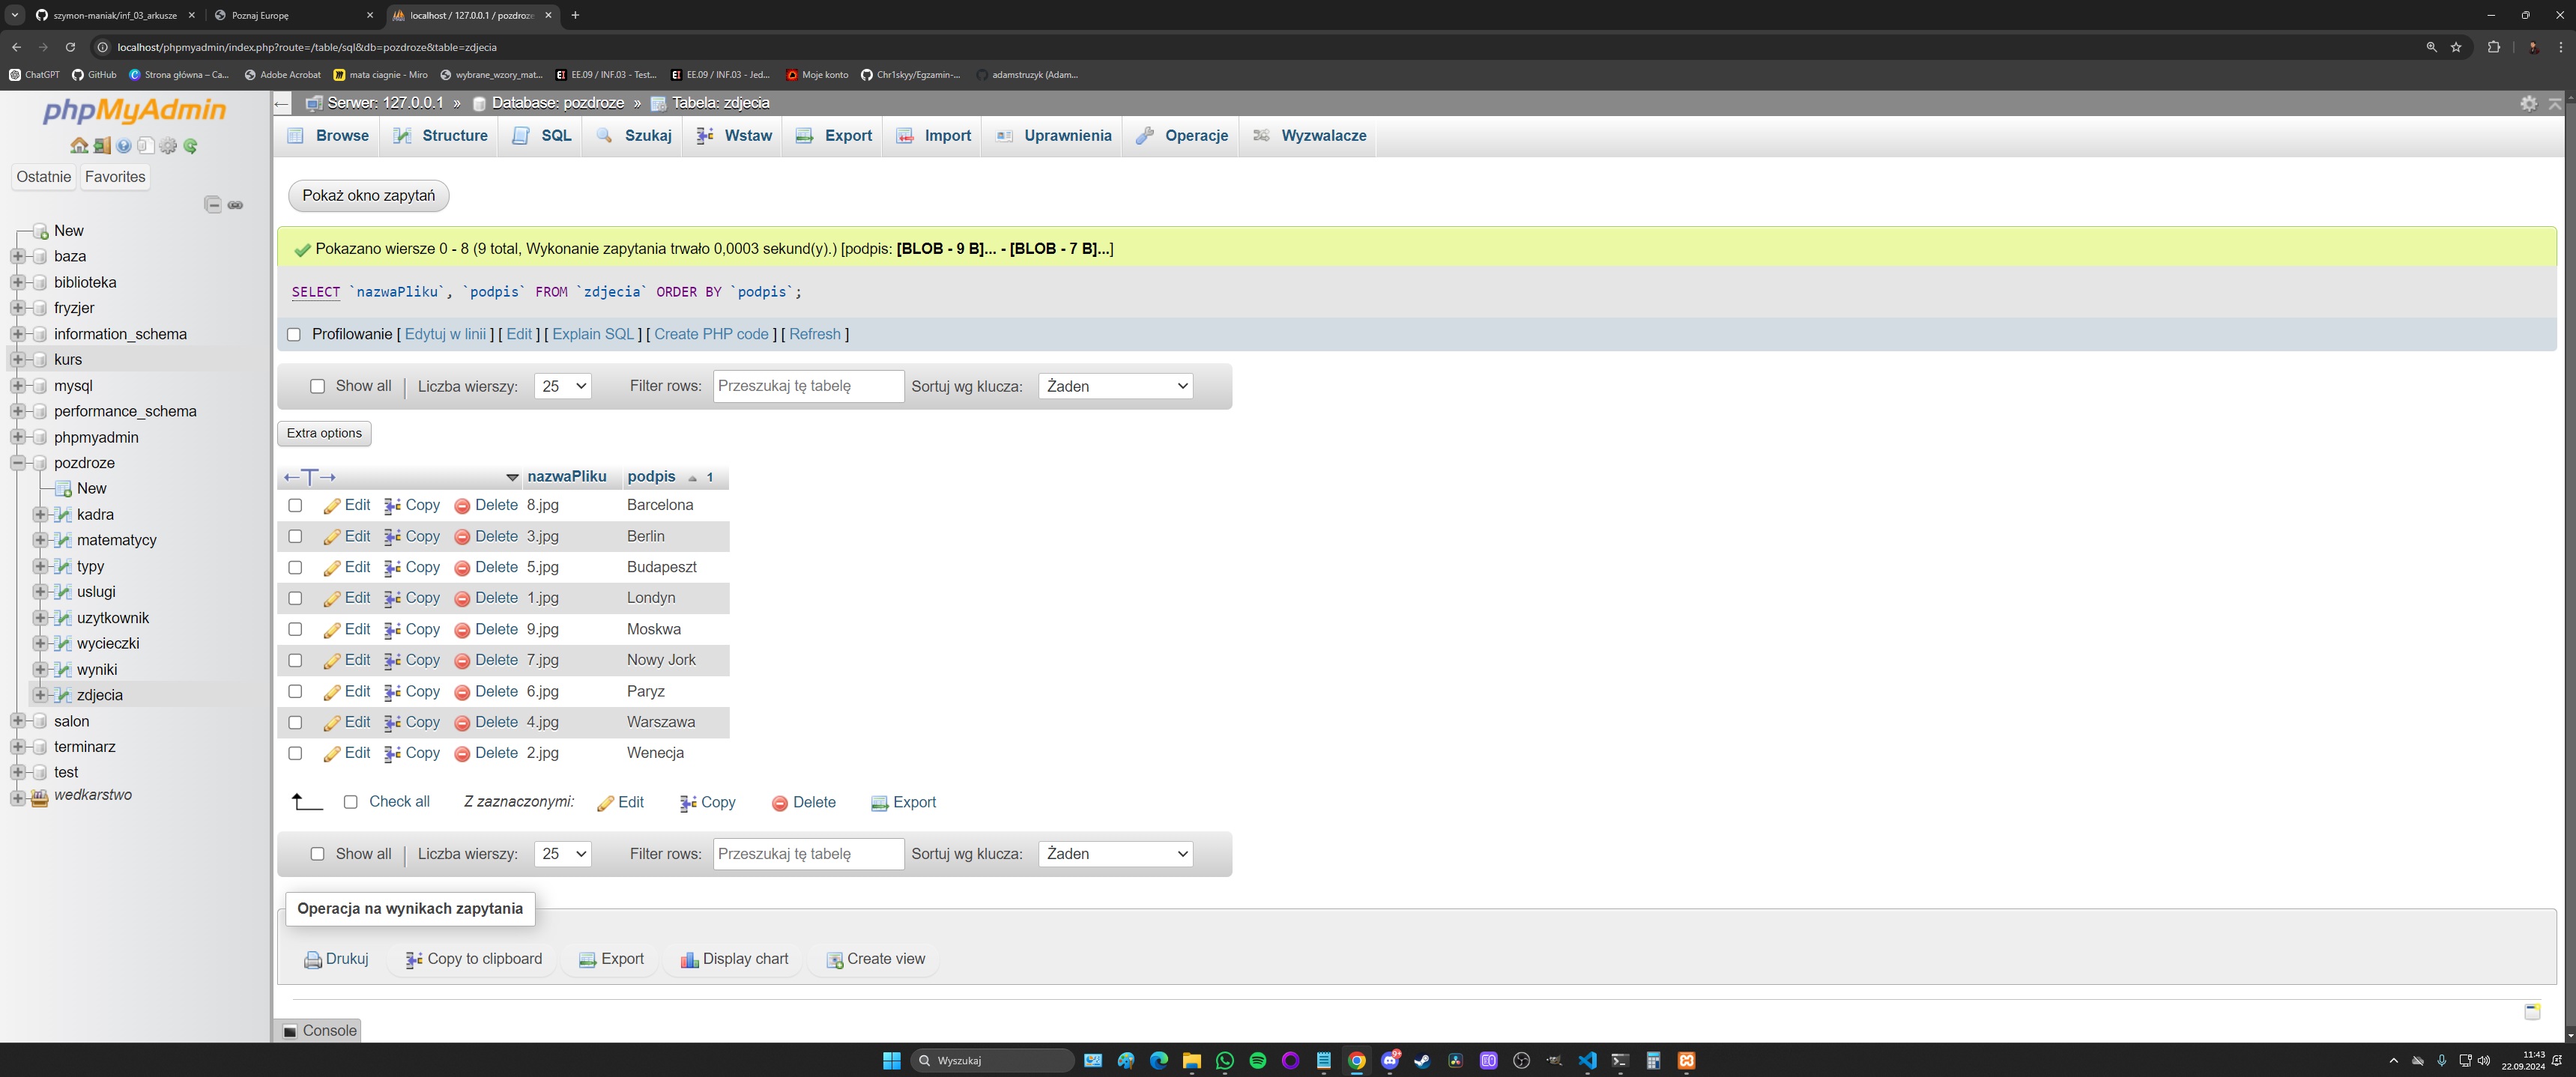 szymon-maniak/inf_03_arkusze
Poznaj Europę
localhost / 127.0.0.1 / pozdroze
localhost/phpmyadmin/index.php?route=/table/sql&db=pozdroze&table=zdjecia
ChatGPT GitHub Strona główna – Ca... Adobe Acrobat mata ciagnie - Miro wybrane_wzory_mat... EE.09 / INF.03 - Test... EE.09 / INF.03 - Jed... Moje konto Chr1skyy/Egzamin-... adamstruzyk (Adam...
phpMyAdmin
Ostatnie Favorites
New
baza
biblioteka
fryzjer
information_schema
kurs
mysql
performance_schema
phpmyadmin
pozdroze
New
kadra
matematycy
typy
uslugi
uzytkownik
wycieczki
wyniki
zdjecia
salon
terminarz
test
wedkarstwo
Serwer: 127.0.0.1 » Database: pozdroze » Tabela: zdjecia
Browse Structure SQL Szukaj Wstaw Export Import Uprawnienia Operacje Wyzwalacze
Pokaż okno zapytań
Pokazano wiersze 0 - 8 (9 total, Wykonanie zapytania trwało 0,0003 sekund(y).) [podpis: [BLOB - 9 B]... - [BLOB - 7 B]...]
SELECT `nazwaPliku`, `podpis` FROM `zdjecia` ORDER BY `podpis`;
Profilowanie [ Edytuj w linii ] [ Edit ] [ Explain SQL ] [ Create PHP code ] [ Refresh ]
Show all Liczba wierszy: 25 Filter rows: Przeszukaj tę tabelę Sortuj wg klucza: Żaden
Extra options
nazwaPliku podpis 1
Edit Copy Delete 8.jpg Barcelona
Edit Copy Delete 3.jpg Berlin
Edit Copy Delete 5.jpg Budapeszt
Edit Copy Delete 1.jpg Londyn
Edit Copy Delete 9.jpg Moskwa
Edit Copy Delete 7.jpg Nowy Jork
Edit Copy Delete 6.jpg Paryz
Edit Copy Delete 4.jpg Warszawa
Edit Copy Delete 2.jpg Wenecja
Check all Z zaznaczonymi: Edit Copy Delete Export
Show all Liczba wierszy: 25 Filter rows: Przeszukaj tę tabelę Sortuj wg klucza: Żaden
Operacja na wynikach zapytania
Drukuj Copy to clipboard Export Display chart Create view
Console
Wyszukaj
11:43
22.09.2024